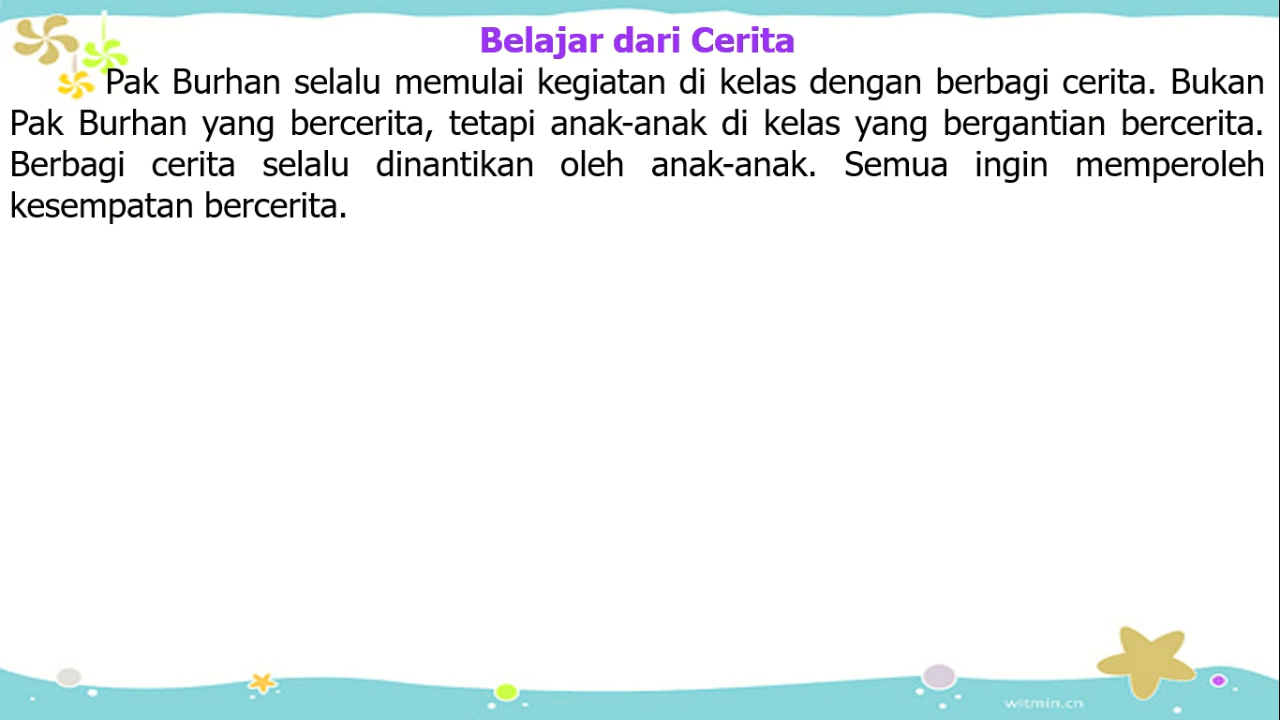 Belajar dari Cerita
Pak Burhan selalu memulai kegiatan di kelas dengan berbagi cerita. Bukan
Pak Burhan yang bercerita, tetapi anak-anak di kelas yang bergantian bercerita.
Berbagi cerita selalu dinantikan oleh anak-anak. Semua ingin memperoleh
kesempatan bercerita.
witmin.cn